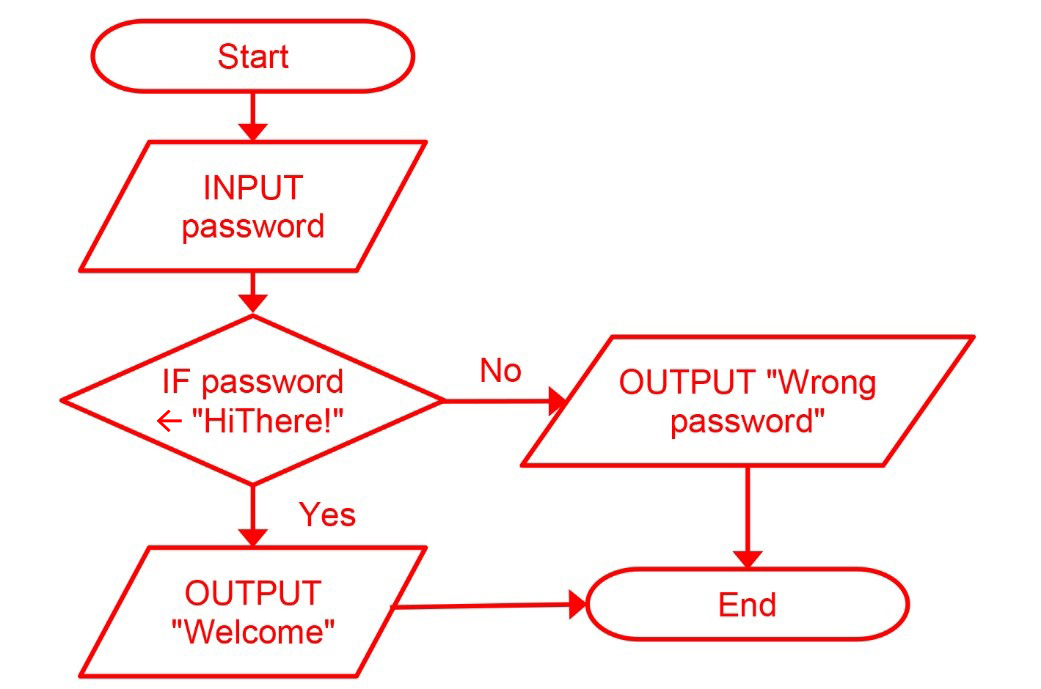 Start
INPUT
password
IF password
← "HiThere!"
No
OUTPUT "Wrong
password"
Yes
OUTPUT
"Welcome"
End